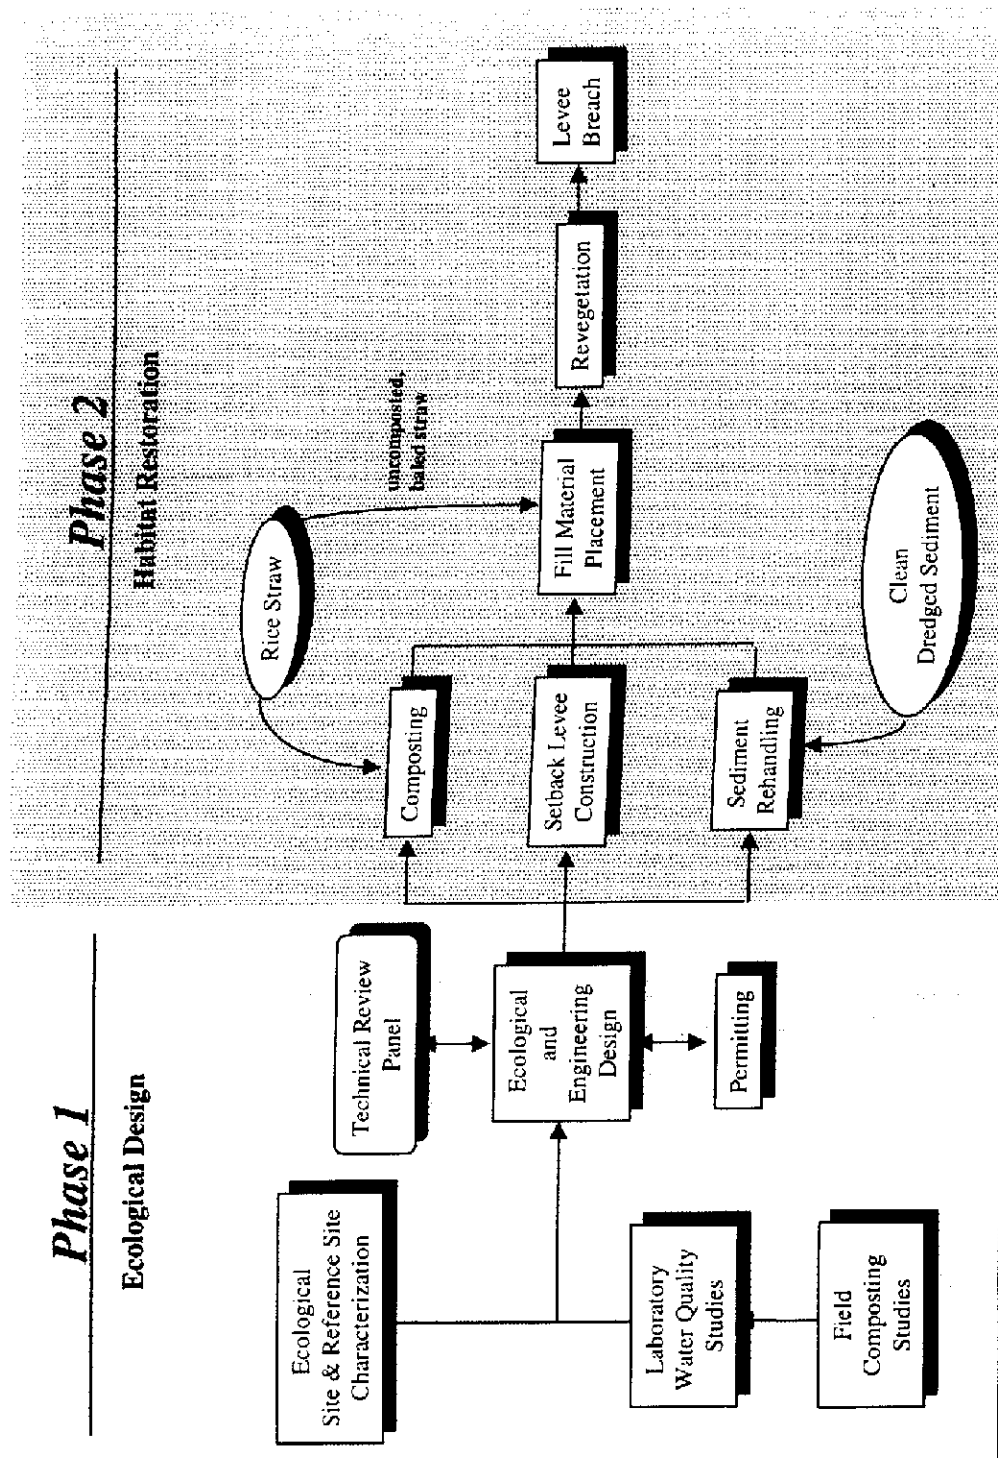 Phase 1
Ecological Design
Ecological
Site & Reference Site
Characterization
Laboratory
Water Quality
Studies
Field
Composting
Studies
Technical Review
Panel
Ecological
and
Engineering
Design
Permitting
Phase 2
Habitat Restoration
Rice Straw
uncomposted,
baled straw
Composting
Setback Levee
Construction
Sediment
Rehandling
Clean
Dredged Sediment
Fill Material
Placement
Revegetation
Levee
Breach